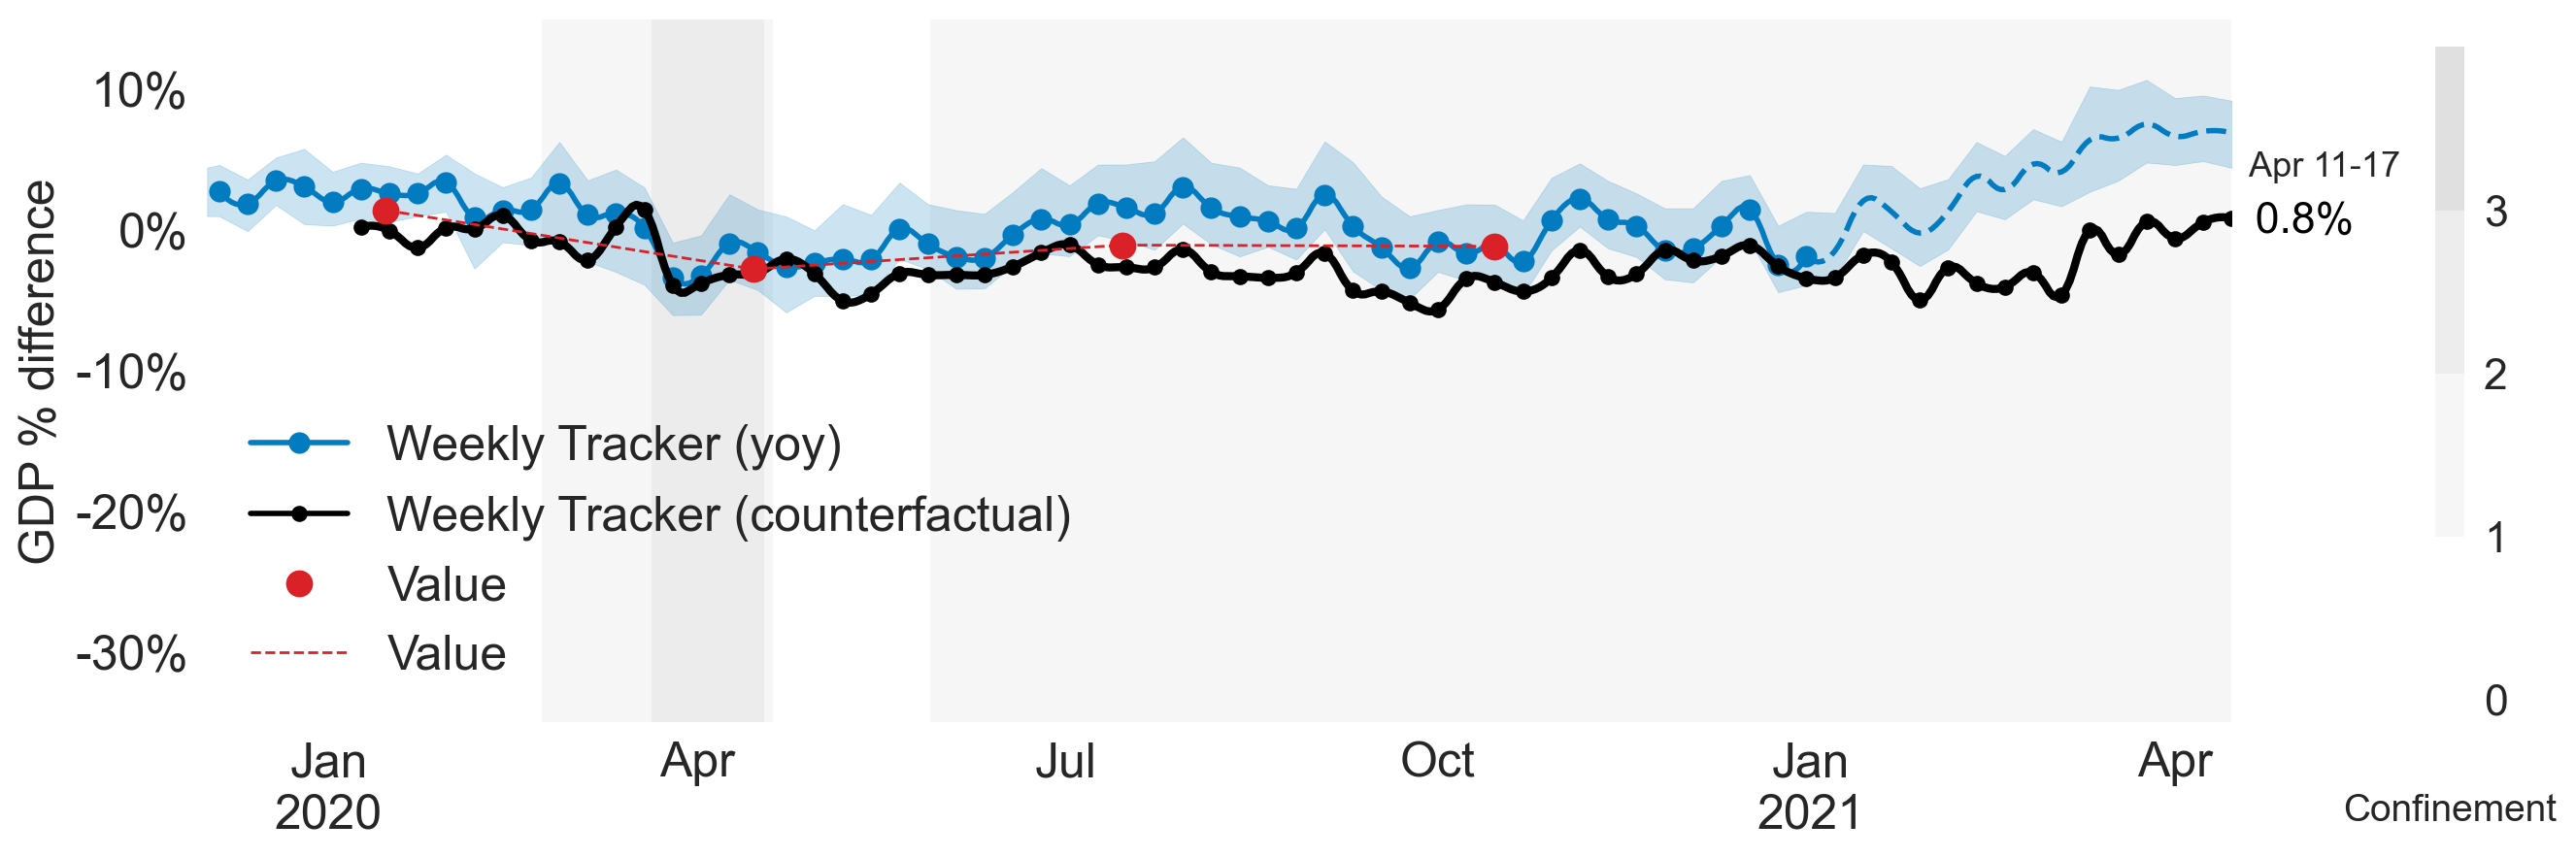 GDP % difference
10%
0%
-10%
-20%
-30%
Weekly Tracker (yoy)
Weekly Tracker (counterfactual)
Value
Value
Jan
2020
Apr
Jul
Oct
Jan
2021
Apr
Apr 11-17
0.8%
3
2
1
0
Confinement